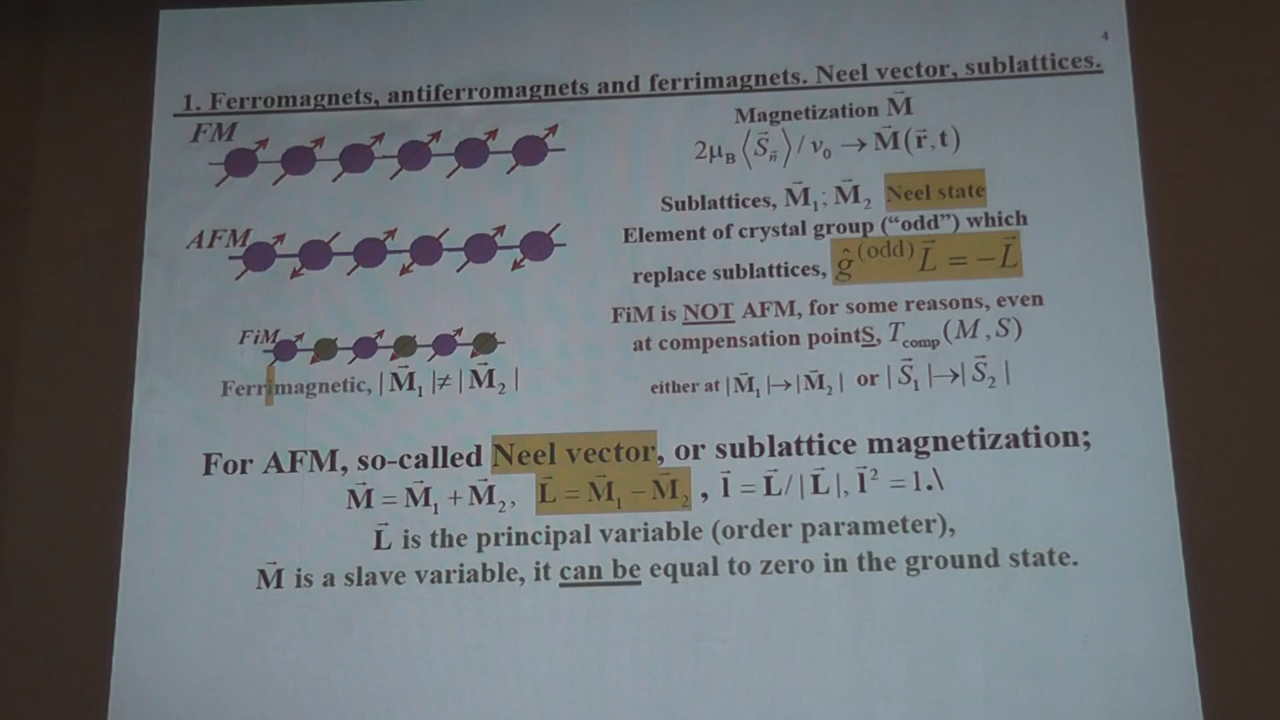 4
1. Ferromagnets, antiferromagnets and ferrimagnets. Neel vector, sublattices.
FM
Magnetization M⃗
2μ_B ⟨S⃗_n⃗⟩ / v₀ → M⃗(r⃗,t)
AFM
Sublattices, M⃗₁; M⃗₂ Neel state
Element of crystal group (“odd”) which
replace sublattices, ĝ^(odd) L⃗ = −L⃗
FiM
Ferrimagnetic, | M⃗₁ |≠| M⃗₂ |
FiM is NOT AFM, for some reasons, even
at compensation pointS, T_comp(M,S)
either at | M⃗₁ |→| M⃗₂ | or | S⃗₁ |→| S⃗₂ |
For AFM, so-called Neel vector, or sublattice magnetization;
M⃗ = M⃗₁ + M⃗₂, L⃗ = M⃗₁ − M⃗₂ , l⃗ = L⃗/| L⃗ |, l⃗² = 1.\
L⃗ is the principal variable (order parameter),
M⃗ is a slave variable, it can be equal to zero in the ground state.